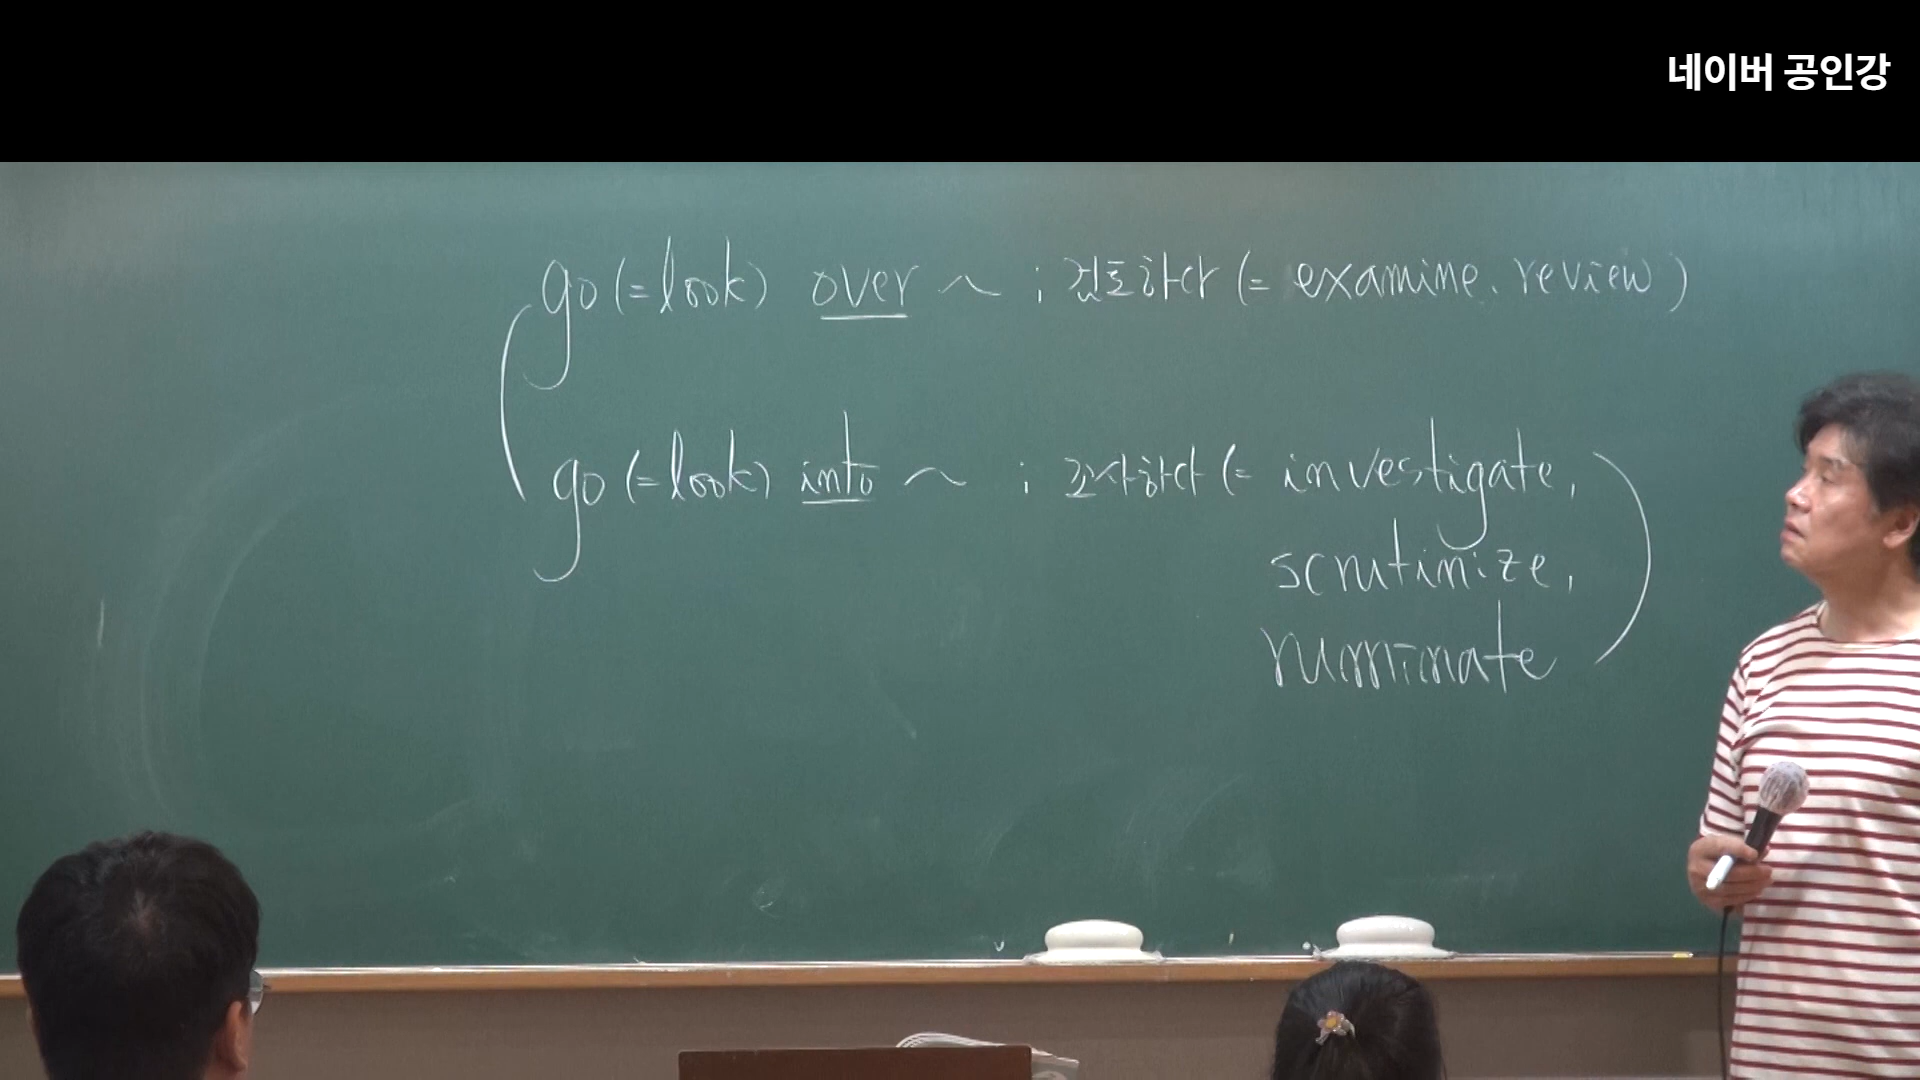 네이버 공인강
go (= look) over ~ ; 검토하다 (= examine. review)
go (= look) into ~ ; 조사하다 (= investigate,
scrutinize,
ruminate)